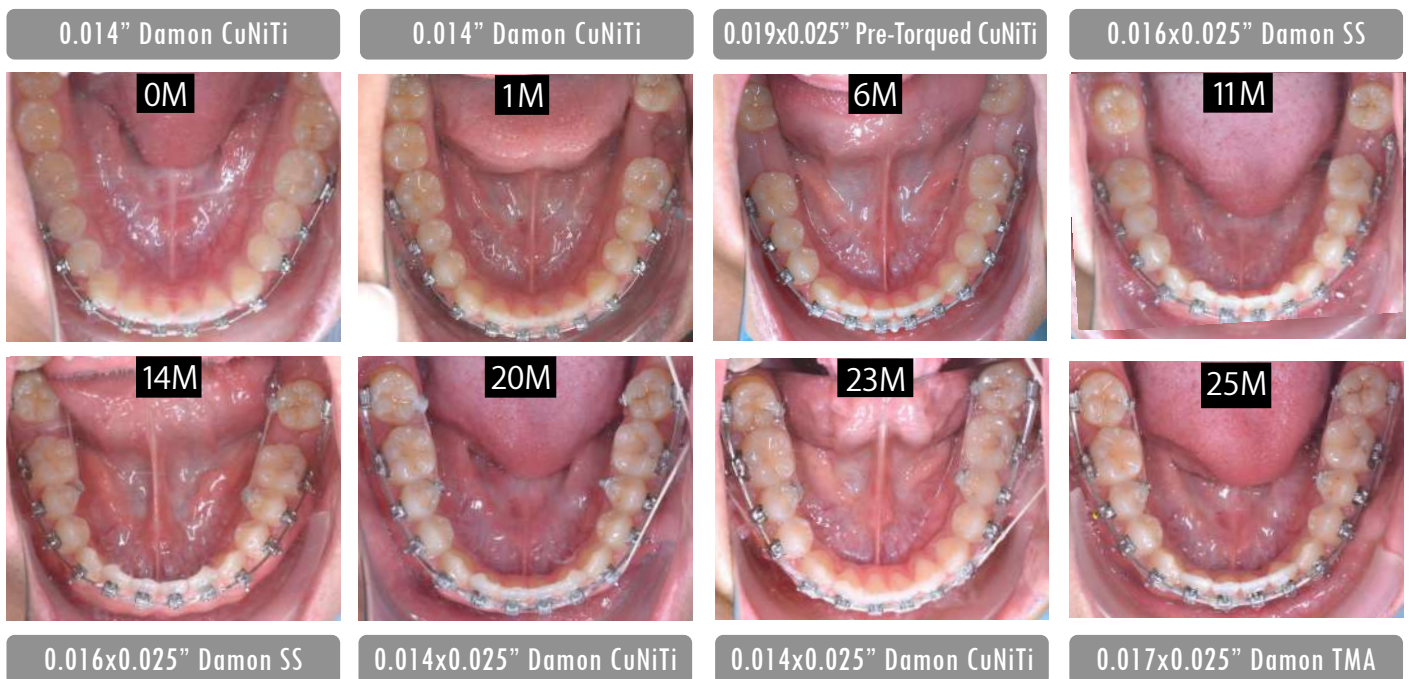 0.014” Damon CuNiTi
0.014” Damon CuNiTi
0.019x0.025” Pre-Torqued CuNiTi
0.016x0.025” Damon SS
0M
1M
6M
11M
14M
20M
23M
25M
0.016x0.025” Damon SS
0.014x0.025” Damon CuNiTi
0.014x0.025” Damon CuNiTi
0.017x0.025” Damon TMA